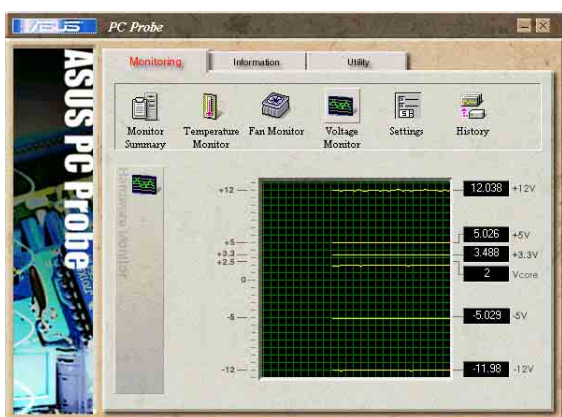 ASUS PC Probe
Monitoring Information Utility
Monitor Summary
Temperature Monitor
Fan Monitor
Voltage Monitor
Settings
History
ASUS PC Probe
Hardware Monitor
+12
+5
+3.3
+2.5
0
-5
-12
12.038 +12V
5.026 +5V
3.488 +3.3V
2 Vcore
-5.029 -5V
-11.98 -12V